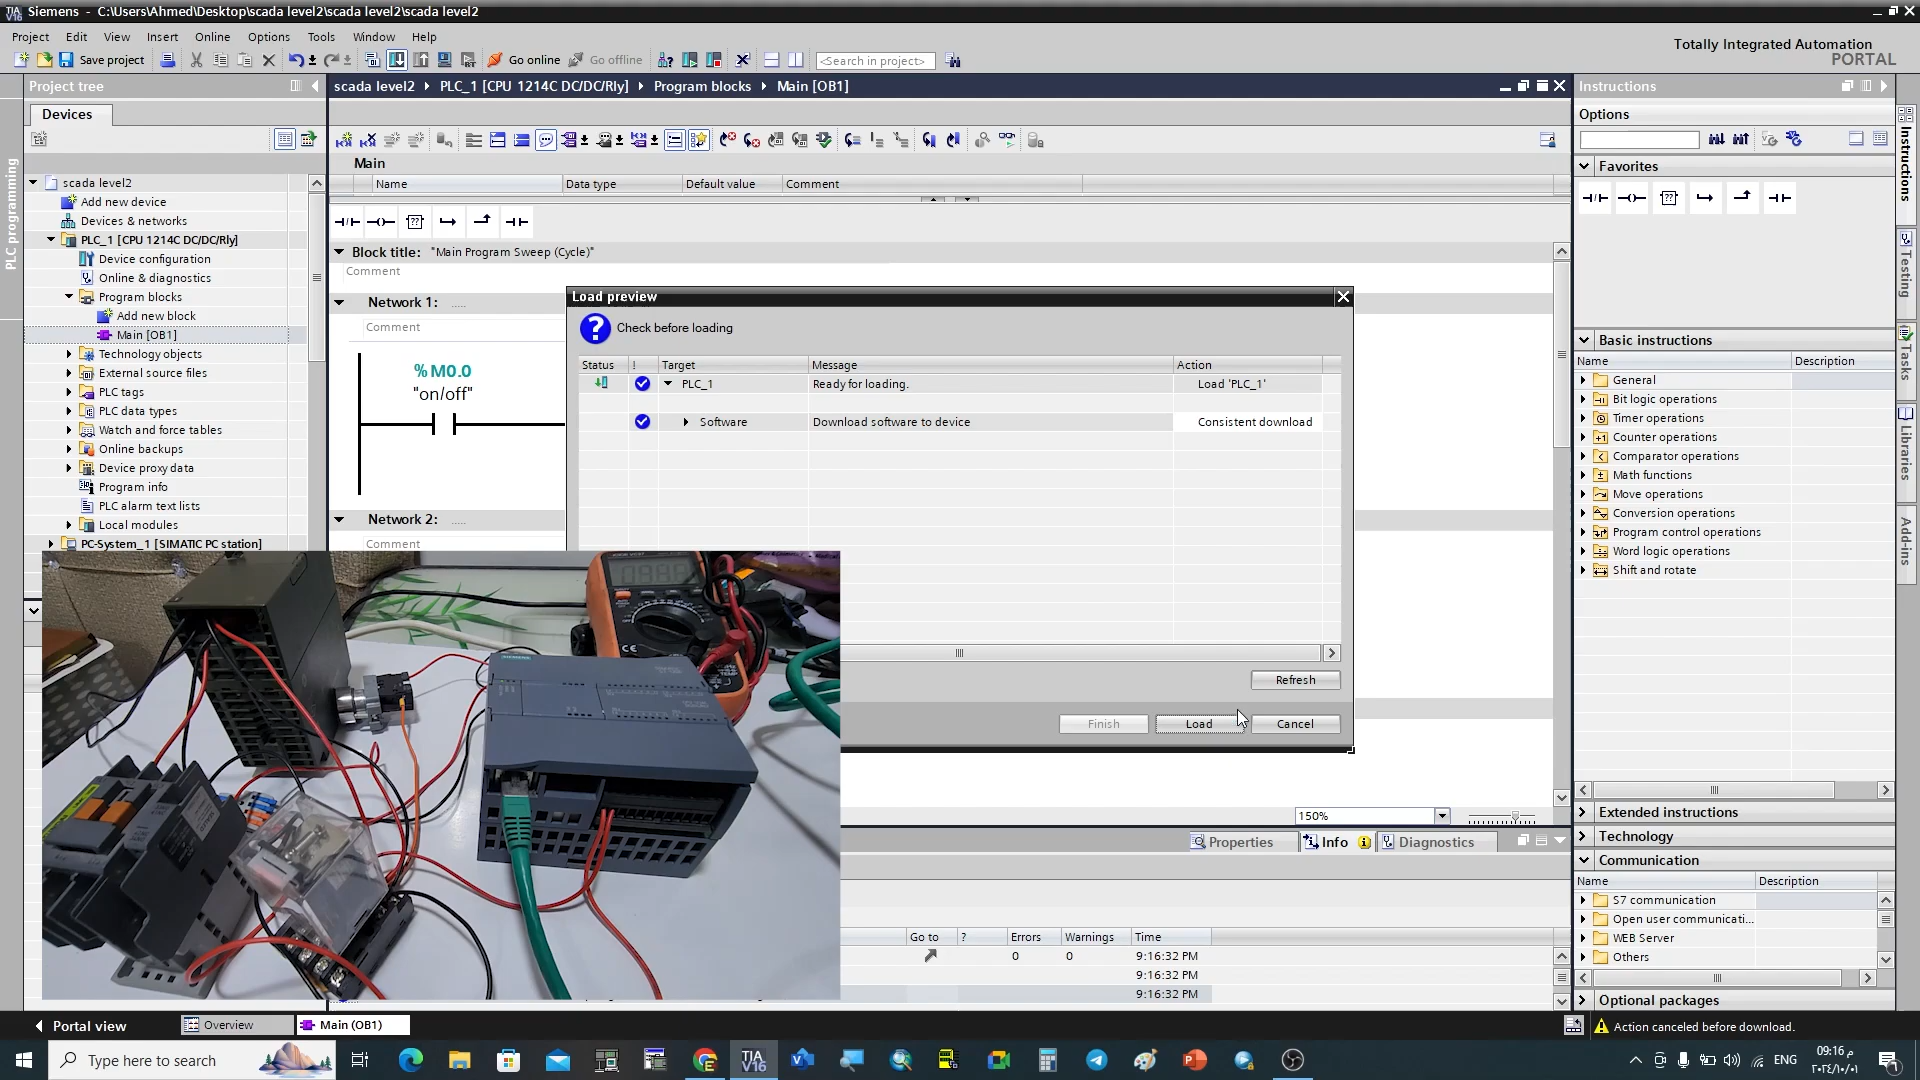 Siemens - C:\Users\Ahmed\Desktop\scada level2\scada level2\scada level2
Project Edit View Insert Online Options Tools Window Help
Totally Integrated Automation
PORTAL
Save project
Go online
Go offline
<Search in project>
Project tree
scada level2 PLC_1 [CPU 1214C DC/DC/Rly] Program blocks Main [OB1]
Instructions
Devices
Options
PLC programming
Main
Name Data type Default value Comment
Favorites
scada level2
Add new device
Devices & networks
PLC_1 [CPU 1214C DC/DC/Rly]
Device configuration
Online & diagnostics
Program blocks
Add new block
Main [OB1]
Technology objects
External source files
PLC tags
PLC data types
Watch and force tables
Online backups
Device proxy data
Program info
PLC alarm text lists
Local modules
PC-System_1 [SIMATIC PC station]
Block title: "Main Program Sweep (Cycle)"
Comment
Network 1: .....
Comment
%M0.0
"on/off"
Network 2: .....
Comment
Load preview
? Check before loading
Status ! Target Message Action
PLC_1 Ready for loading. Load 'PLC_1'
Software Download software to device Consistent download
Refresh
Finish Load Cancel
150%
Properties Info Diagnostics
Go to ? Errors Warnings Time
0 0 9:16:32 PM
9:16:32 PM
9:16:32 PM
Basic instructions
Name Description
General
Bit logic operations
Timer operations
Counter operations
Comparator operations
Math functions
Move operations
Conversion operations
Program control operations
Word logic operations
Shift and rotate
Extended instructions
Technology
Communication
Name Description
S7 communication
Open user communicati...
WEB Server
Others
Optional packages
Instructions
Testing
Tasks
Libraries
Add-ins
Portal view
Overview
Main (OB1)
Action canceled before download.
Type here to search
TIA
V16
ENG
09:16 م
٢٠٢٤/١٠/٠١
SIEMENS
CE